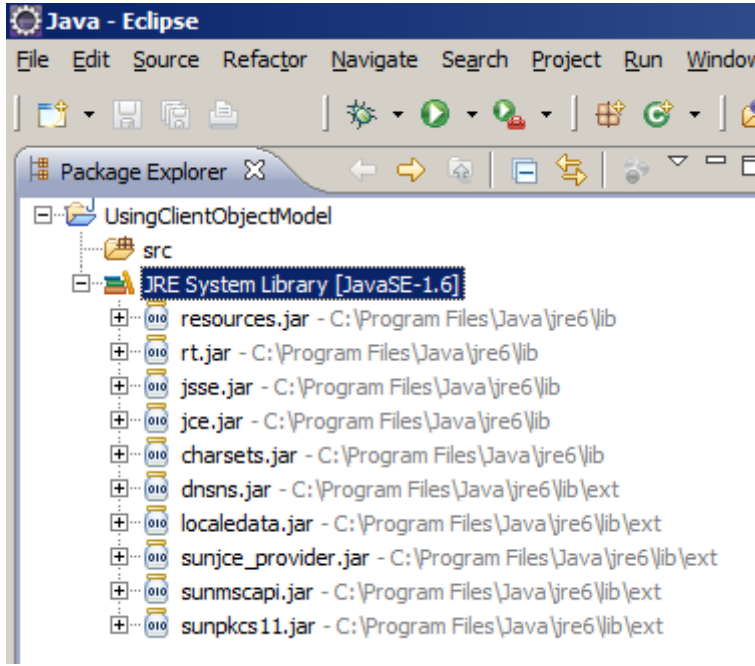 Java - Eclipse
File Edit Source Refactor Navigate Search Project Run Window
Package Explorer
UsingClientObjectModel
src
JRE System Library [JavaSE-1.6]
resources.jar - C:\Program Files\Java\jre6\lib
rt.jar - C:\Program Files\Java\jre6\lib
jsse.jar - C:\Program Files\Java\jre6\lib
jce.jar - C:\Program Files\Java\jre6\lib
charsets.jar - C:\Program Files\Java\jre6\lib
dnsns.jar - C:\Program Files\Java\jre6\lib\ext
localedata.jar - C:\Program Files\Java\jre6\lib\ext
sunjce_provider.jar - C:\Program Files\Java\jre6\lib\ext
sunmscapi.jar - C:\Program Files\Java\jre6\lib\ext
sunpkcs11.jar - C:\Program Files\Java\jre6\lib\ext